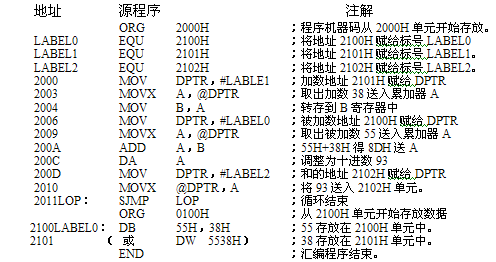 地址 源程序 注解
ORG 2000H ；程序机器码从 2000H 单元开始存放。
LABEL0 EQU 2100H ；将地址 2100H 赋给标号 LABEL0
LABEL1 EQU 2101H ；将地址 2101H 赋给标号 LABEL1。
LABEL2 EQU 2102H ；将地址 2102H 赋给标号 LABEL2。
2000 MOV DPTR，#LABLE1 ；加数地址 2101H 赋给 DPTR
2003 MOVX A，@DPTR ；取出加数 38 送入累加器 A
2004 MOV B，A ；转存到 B 寄存器中
2006 MOV DPTR，#LABEL0 ；被加数地址 2100H 赋给 DPTR
2009 MOVX A，@DPTR ；取出被加数 55 送入累加器 A
200A ADD A，B ；55H+38H 得 8DH 送 A
200C DA A ；调整为十进数 93
200D MOV DPTR，#LABEL2 ；和的地址 2102H 赋给 DPTR
2010 MOVX @DPTR，A ；将 93 送入 2102H 单元。
2011LOP： SJMP LOP ；循环结束
ORG 0100H ；从 2100H 单元开始存放数据
2100LABEL0： DB 55H，38H ；55 存放在 2100H 单元中。
2101 （ 或 DW 5538H） ；38 存放在 2101H 单元中。
END ；汇编程序结束。